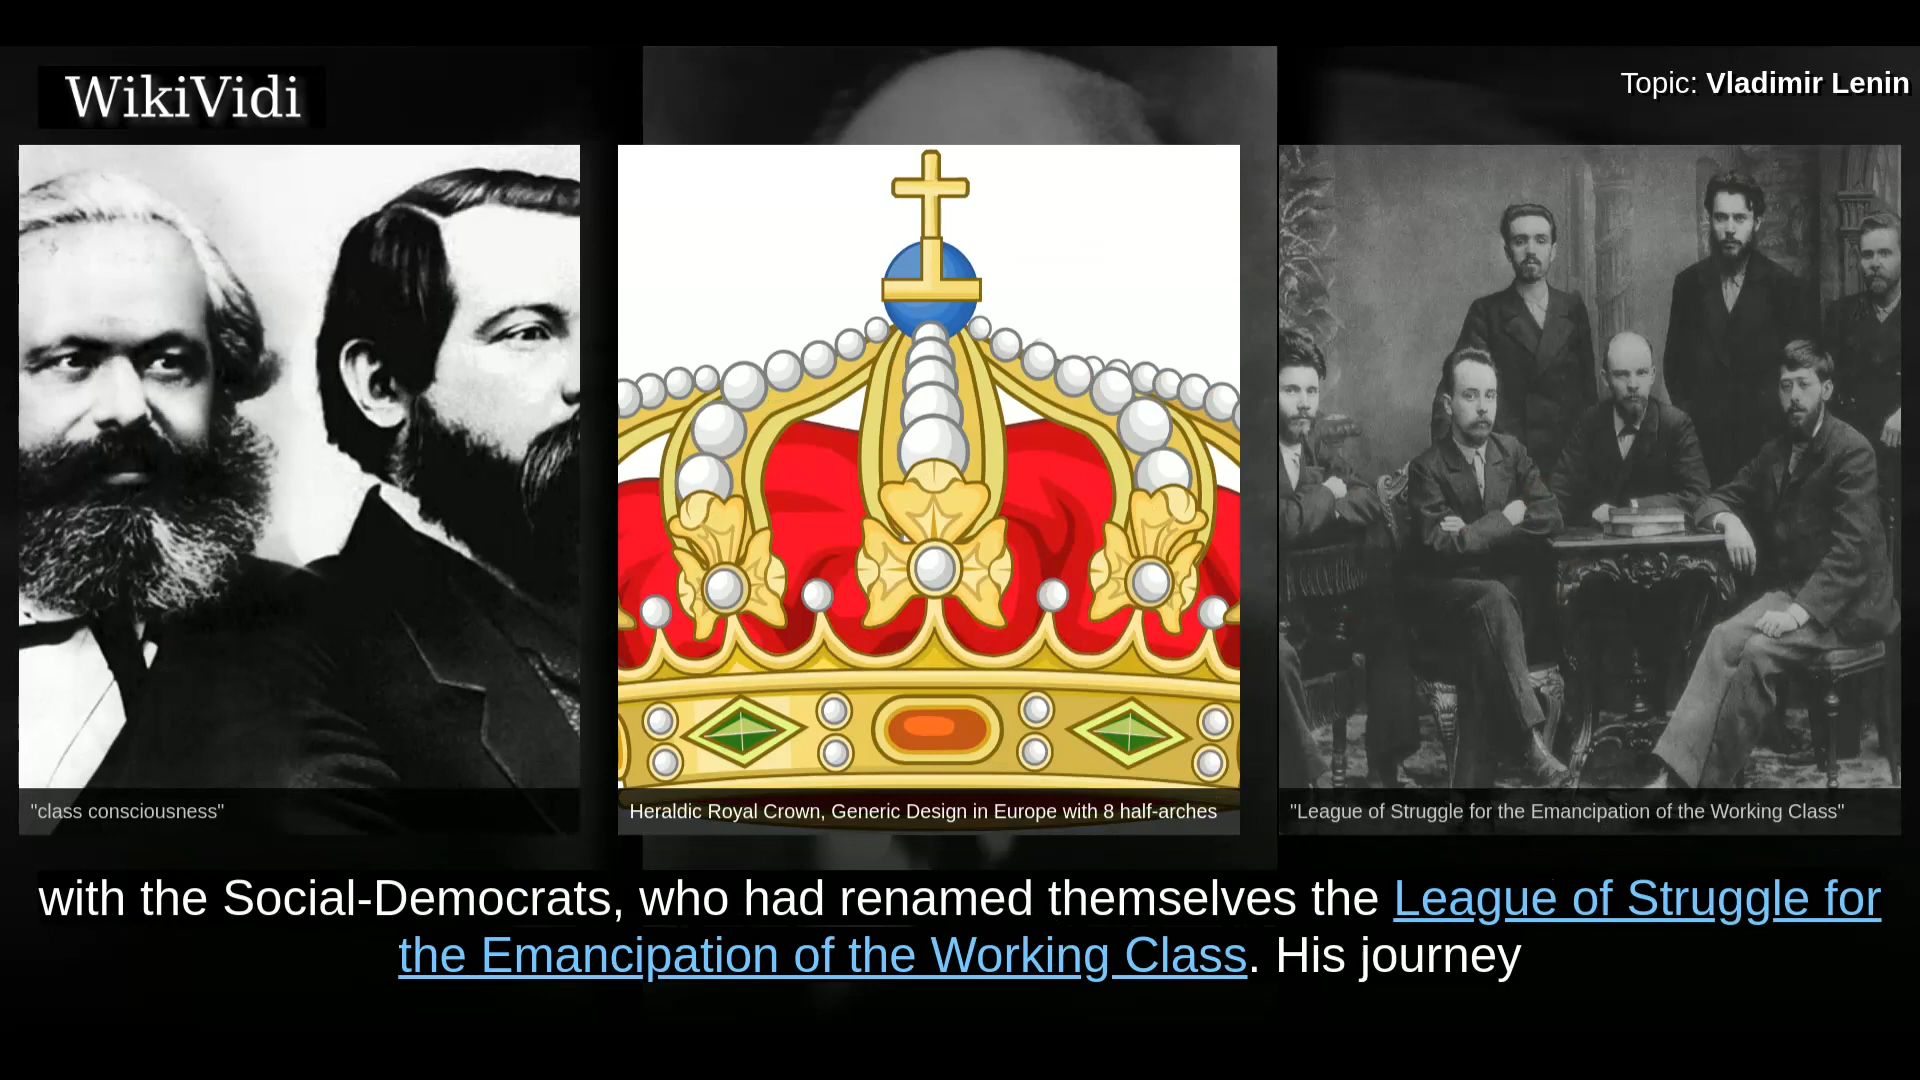 WikiVidi
Topic: Vladimir Lenin
"class consciousness"
Heraldic Royal Crown, Generic Design in Europe with 8 half-arches
"League of Struggle for the Emancipation of the Working Class"
with the Social-Democrats, who had renamed themselves the League of Struggle for
the Emancipation of the Working Class. His journey